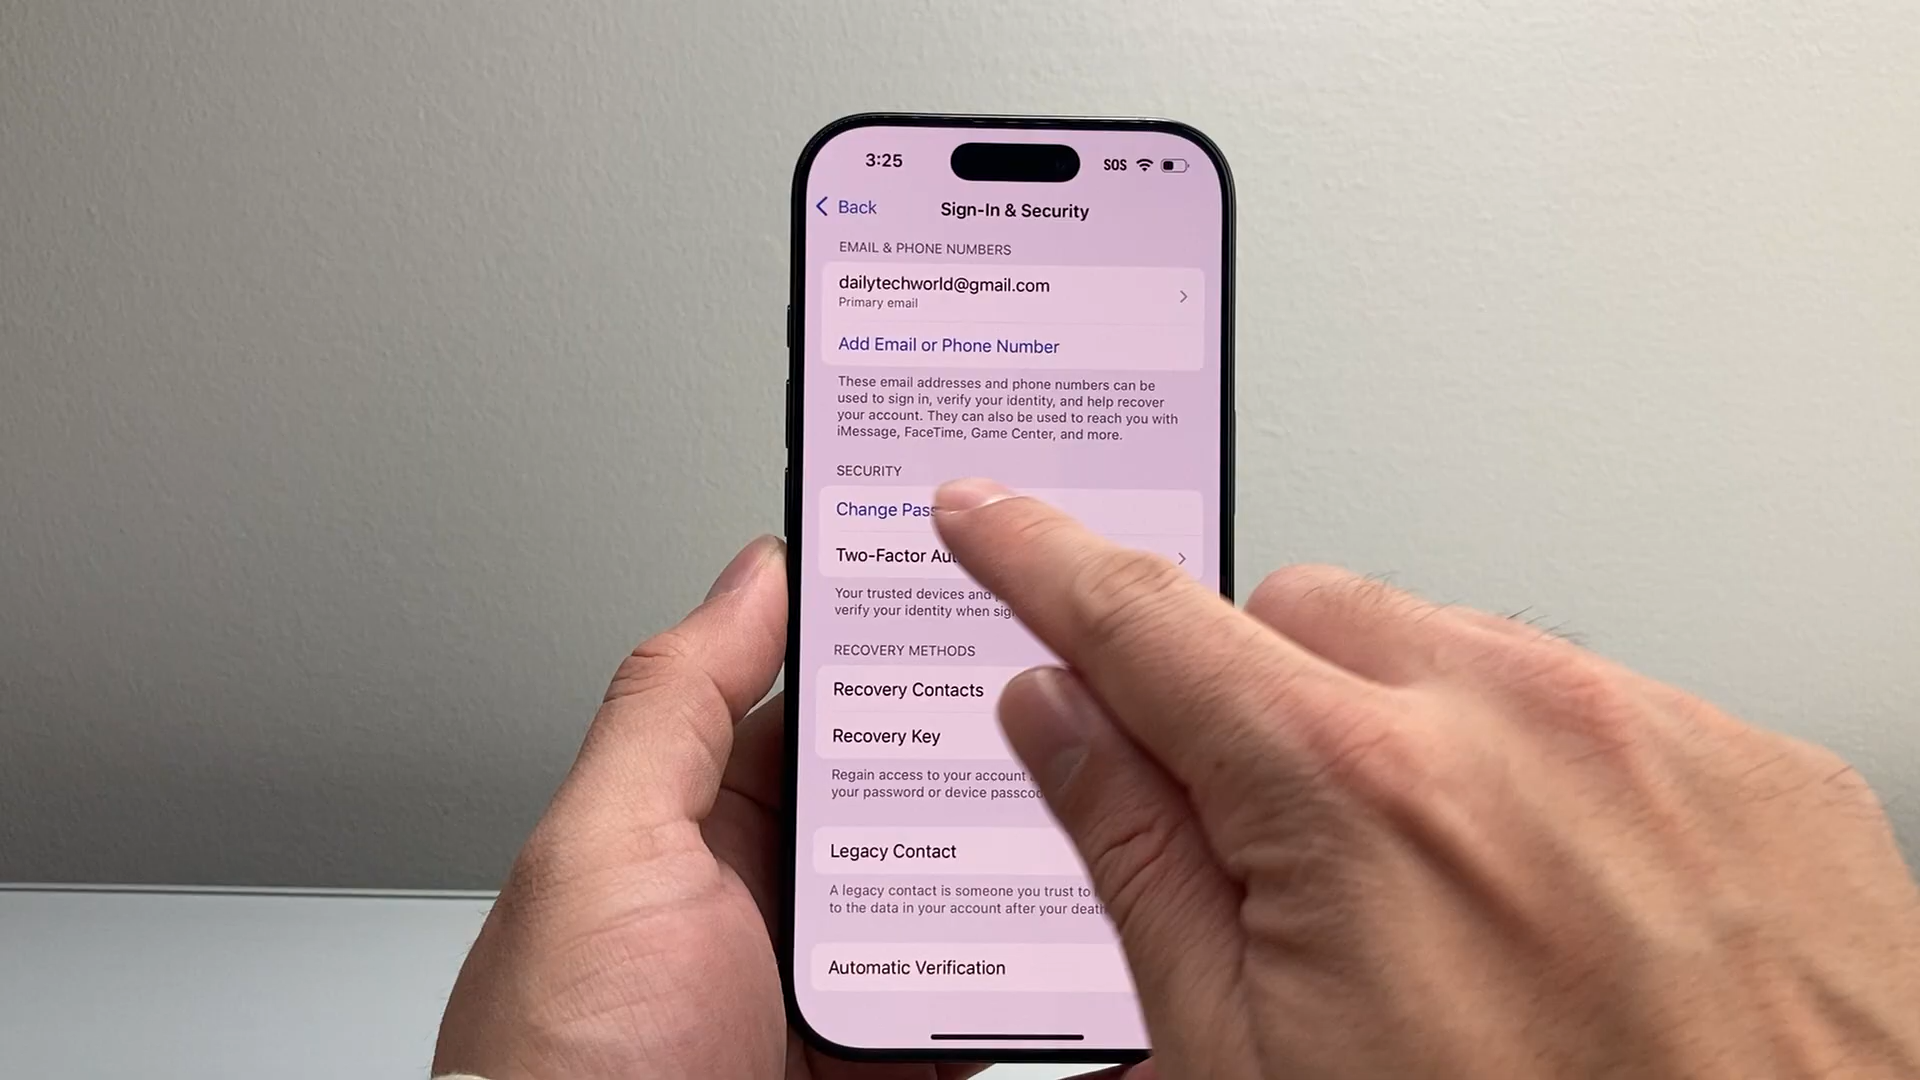 3:25 SOS
Back Sign-In & Security
EMAIL & PHONE NUMBERS
dailytechworld@gmail.com
Primary email
Add Email or Phone Number
These email addresses and phone numbers can be
used to sign in, verify your identity, and help recover
your account. They can also be used to reach you with
iMessage, FaceTime, Game Center, and more.
SECURITY
Change
Two-Factor
Your trusted devices and
verify your identity when
RECOVERY METHODS
Recovery Contacts
Recovery Key
Regain access to your account
your password or device
Legacy Contact
A legacy contact is someone you trust to
to the data in your account after your
Automatic Verification